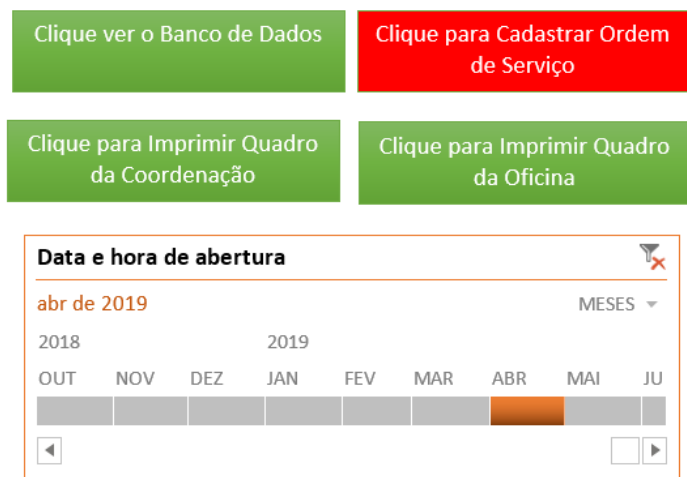 Clique ver o Banco de Dados
Clique para Cadastrar Ordem
de Serviço
Clique para Imprimir Quadro
da Coordenação
Clique para Imprimir Quadro
da Oficina
Data e hora de abertura
abr de 2019
MESES
2018 2019
OUT NOV DEZ JAN FEV MAR ABR MAI JU